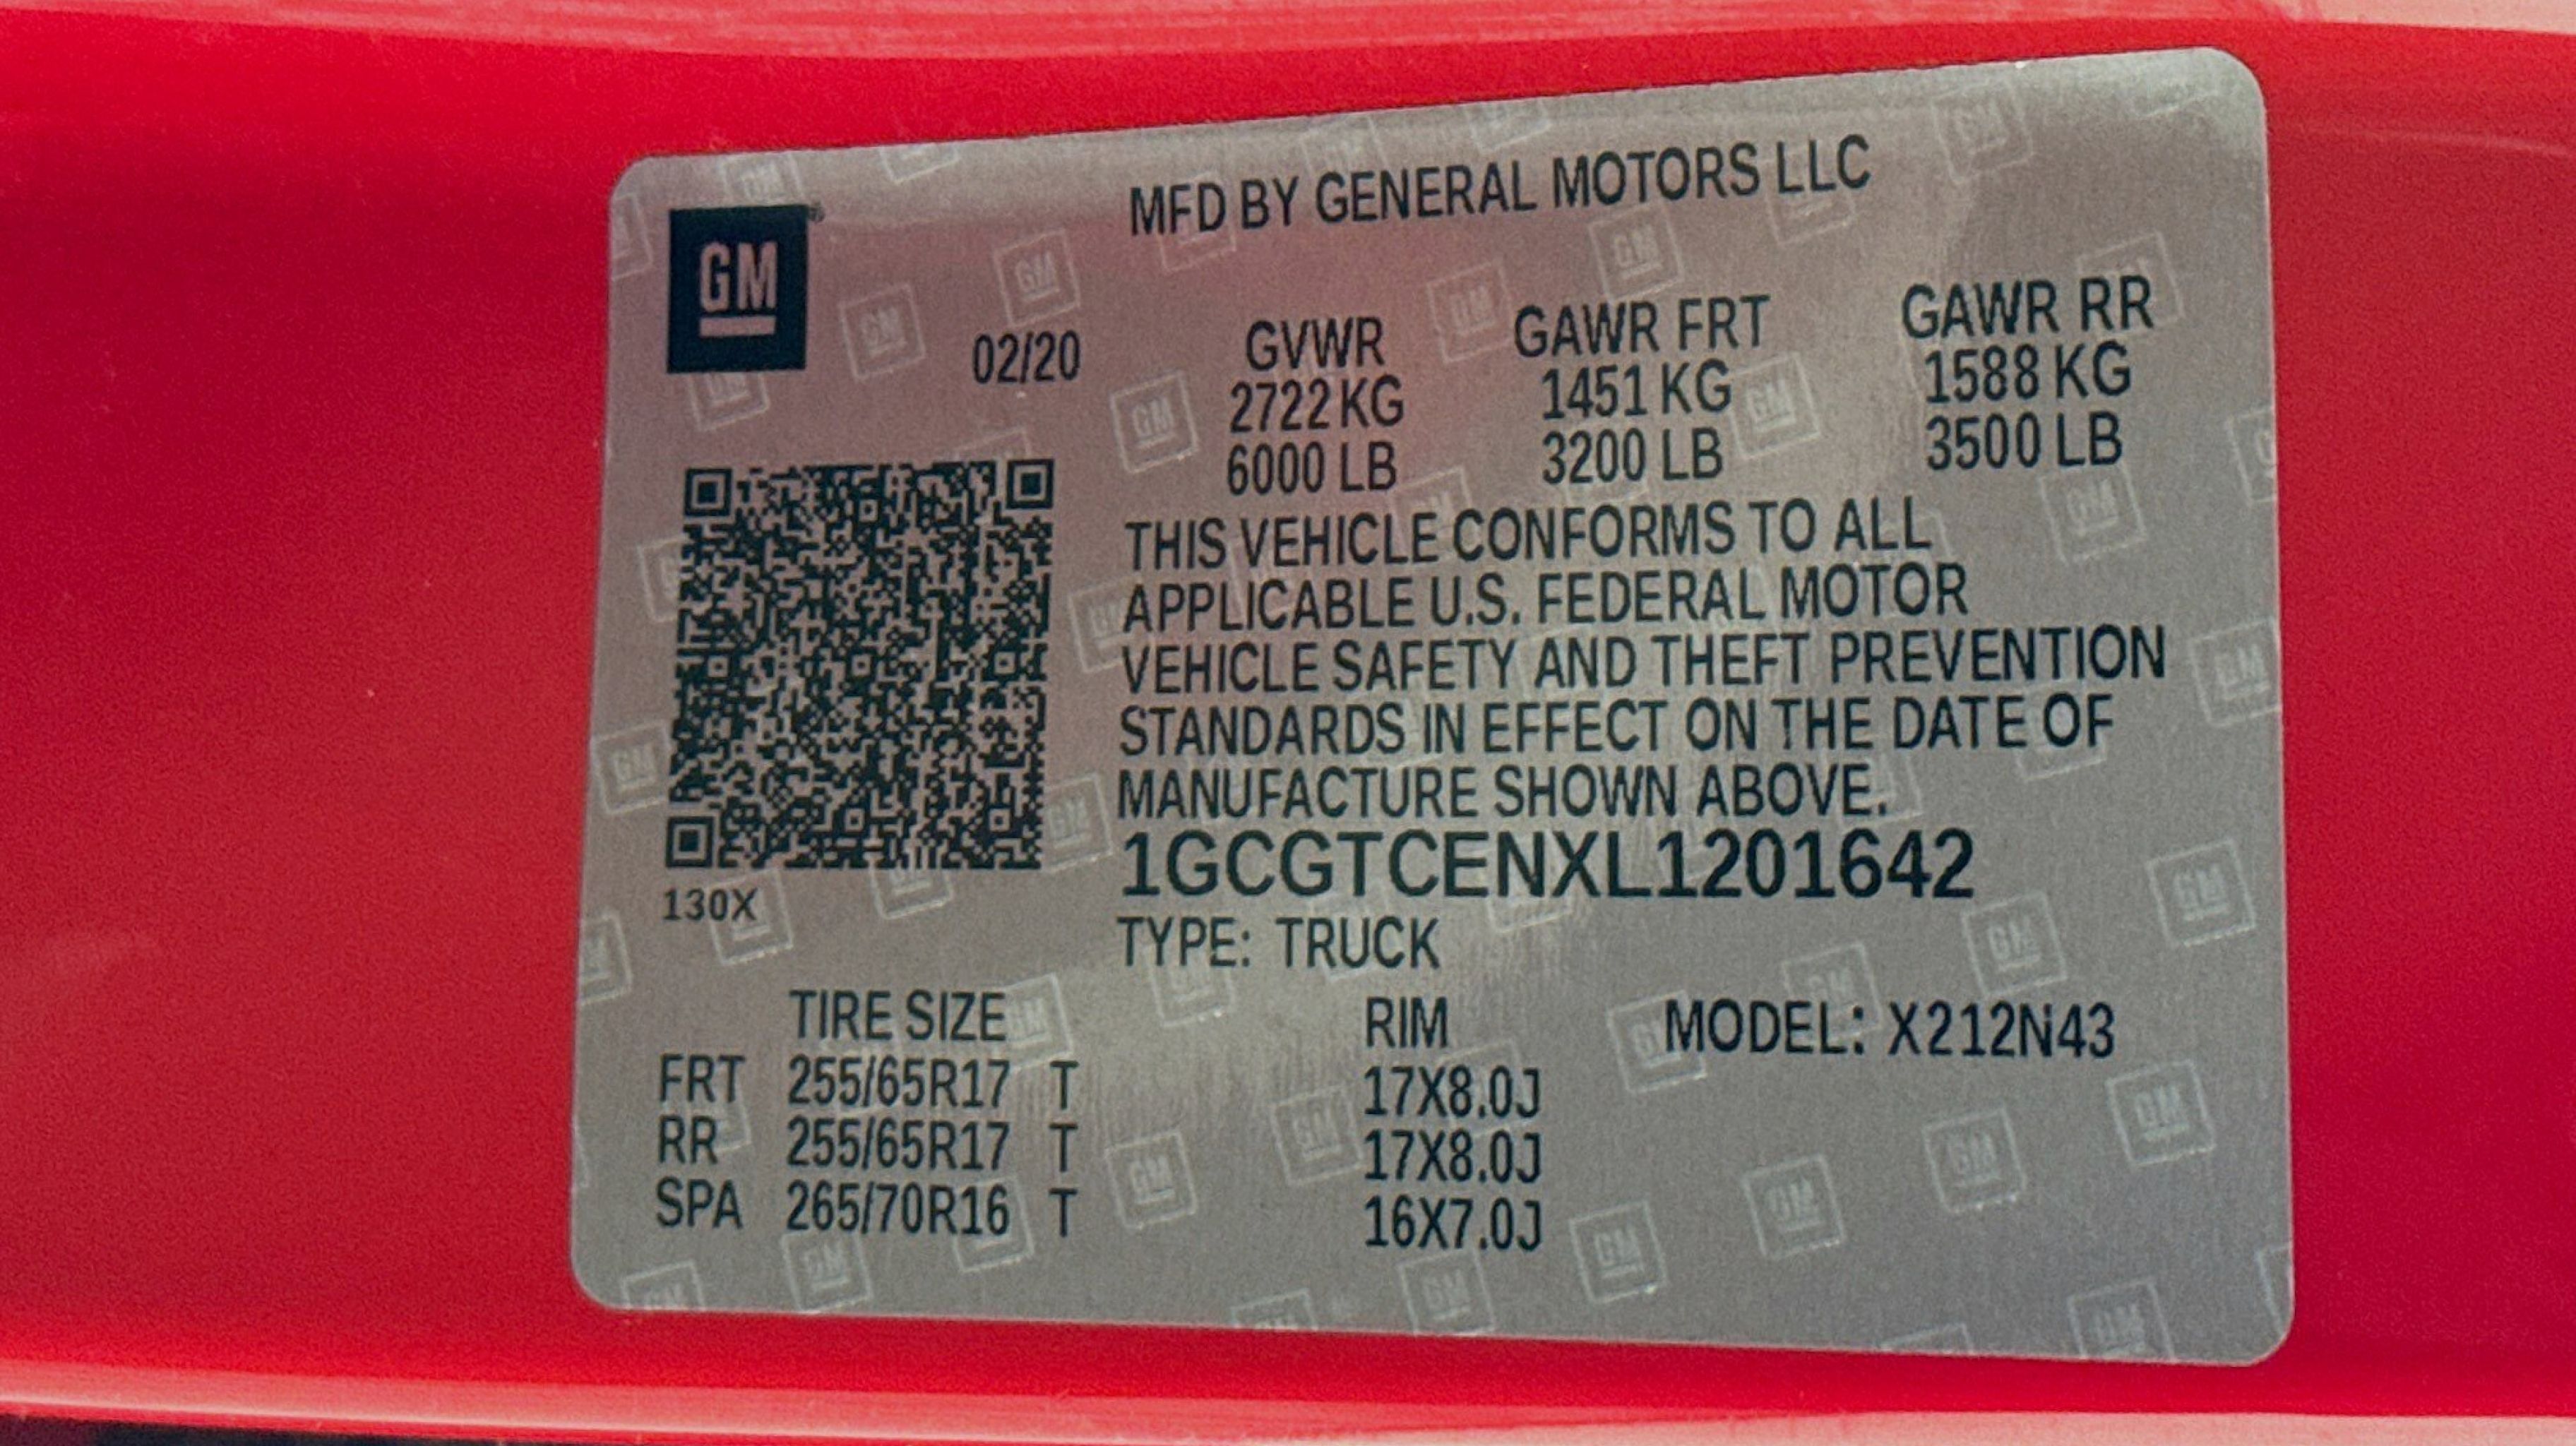 MFD BY GENERAL MOTORS LLC
GM
02/20
GVWR GAWR FRT GAWR RR
2722KG 1451 KG 1588 KG
6000 LB 3200 LB 3500 LB
THIS VEHICLE CONFORMS TO ALL
APPLICABLE U.S. FEDERAL MOTOR
VEHICLE SAFETY AND THEFT PREVENTION
STANDARDS IN EFFECT ON THE DATE OF
MANUFACTURE SHOWN ABOVE.
1GCGTCENXL1201642
130X
TYPE: TRUCK
TIRE SIZE RIM MODEL: X212N43
FRT 255/65R17 T 17X8.0J
RR 255/65R17 T 17X8.0J
SPA 265/70R16 T 16X7.0J